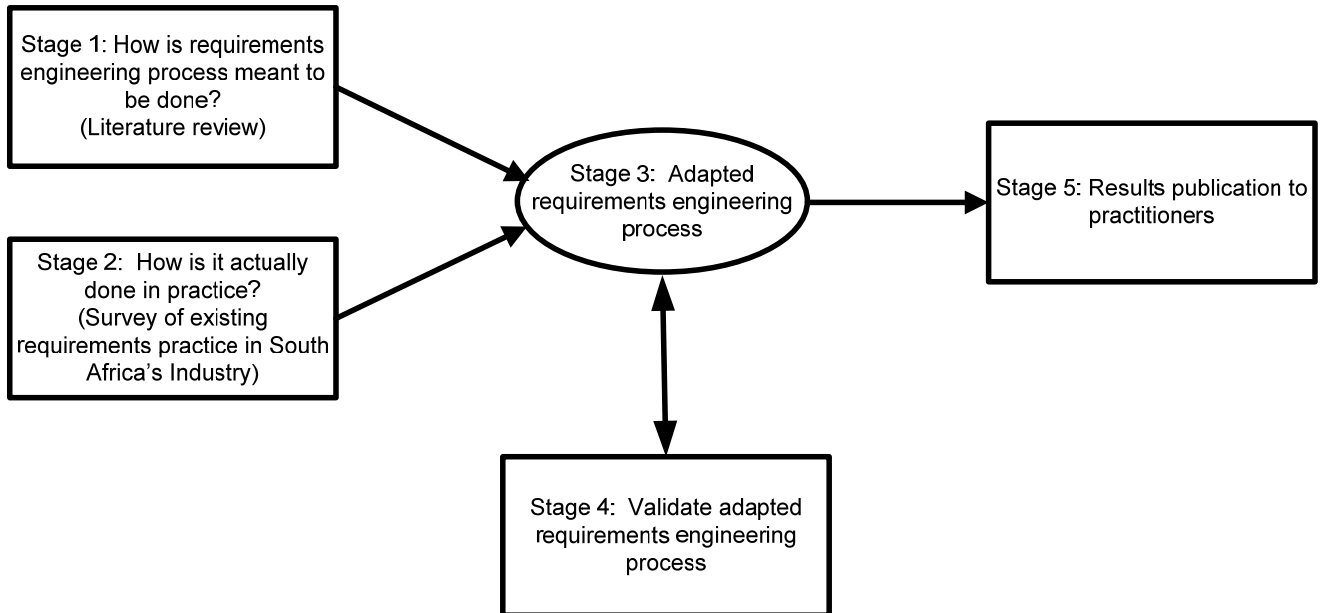 Stage 1: How is requirements
engineering process meant to
be done?
(Literature review)
Stage 2:  How is it actually
done in practice?
(Survey of existing
requirements practice in South
Africa's Industry)
Stage 3:  Adapted
requirements engineering
process
Stage 4:  Validate adapted
requirements engineering
process
Stage 5: Results publication to
practitioners